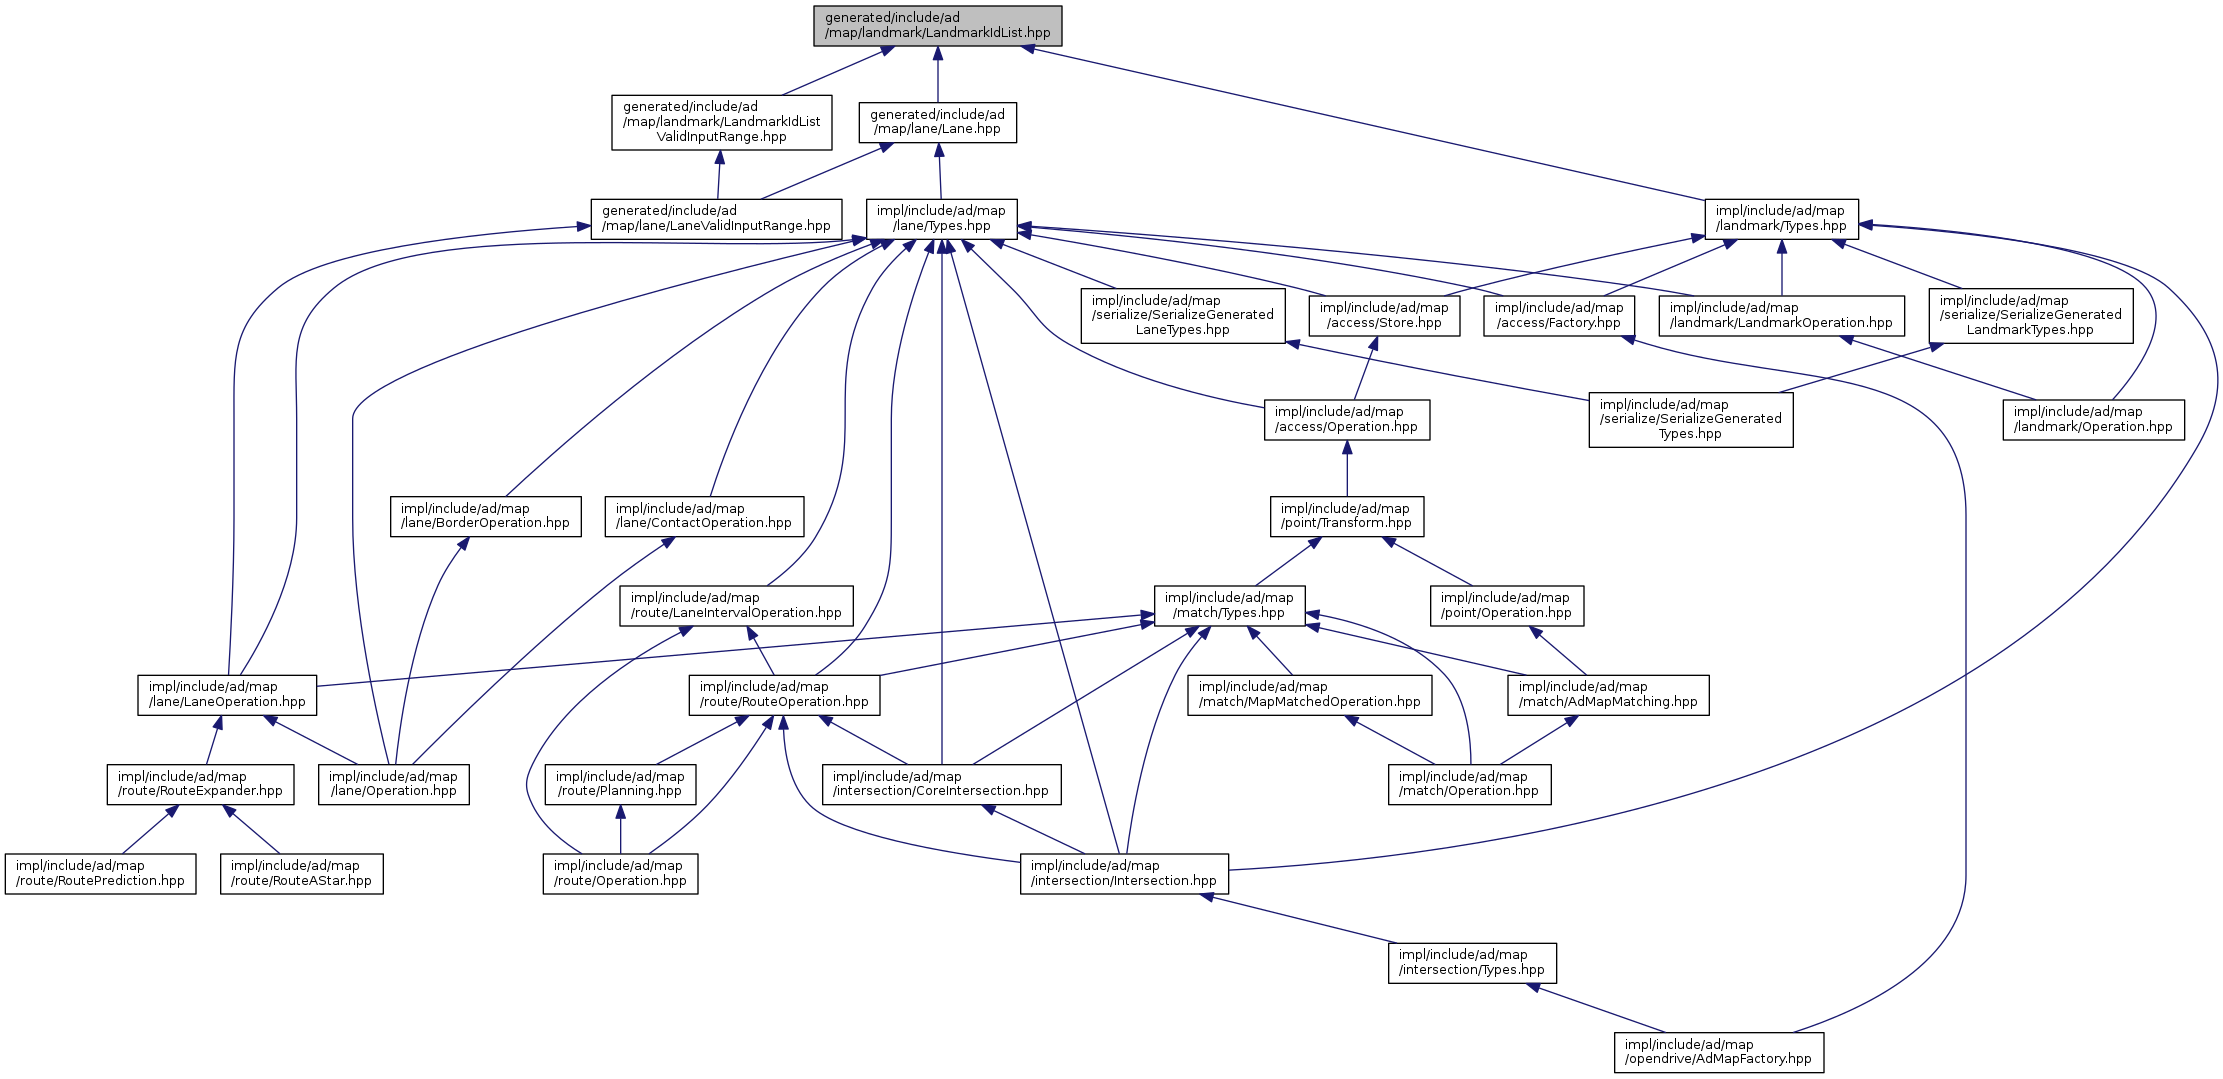 generated/include/ad
/map/landmark/LandmarkIdList.hpp
generated/include/ad
/map/landmark/LandmarkIdList
ValidInputRange.hpp
generated/include/ad
/map/lane/Lane.hpp
generated/include/ad
/map/lane/LaneValidInputRange.hpp
impl/include/ad/map
/lane/Types.hpp
impl/include/ad/map
/landmark/Types.hpp
impl/include/ad/map
/serialize/SerializeGenerated
LaneTypes.hpp
impl/include/ad/map
/access/Store.hpp
impl/include/ad/map
/access/Factory.hpp
impl/include/ad/map
/landmark/LandmarkOperation.hpp
impl/include/ad/map
/serialize/SerializeGenerated
LandmarkTypes.hpp
impl/include/ad/map
/access/Operation.hpp
impl/include/ad/map
/serialize/SerializeGenerated
Types.hpp
impl/include/ad/map
/landmark/Operation.hpp
impl/include/ad/map
/lane/BorderOperation.hpp
impl/include/ad/map
/lane/ContactOperation.hpp
impl/include/ad/map
/point/Transform.hpp
impl/include/ad/map
/route/LaneIntervalOperation.hpp
impl/include/ad/map
/match/Types.hpp
impl/include/ad/map
/point/Operation.hpp
impl/include/ad/map
/lane/LaneOperation.hpp
impl/include/ad/map
/route/RouteOperation.hpp
impl/include/ad/map
/match/MapMatchedOperation.hpp
impl/include/ad/map
/match/AdMapMatching.hpp
impl/include/ad/map
/route/RouteExpander.hpp
impl/include/ad/map
/lane/Operation.hpp
impl/include/ad/map
/route/Planning.hpp
impl/include/ad/map
/intersection/CoreIntersection.hpp
impl/include/ad/map
/match/Operation.hpp
impl/include/ad/map
/route/RoutePrediction.hpp
impl/include/ad/map
/route/RouteAStar.hpp
impl/include/ad/map
/route/Operation.hpp
impl/include/ad/map
/intersection/Intersection.hpp
impl/include/ad/map
/intersection/Types.hpp
impl/include/ad/map
/opendrive/AdMapFactory.hpp